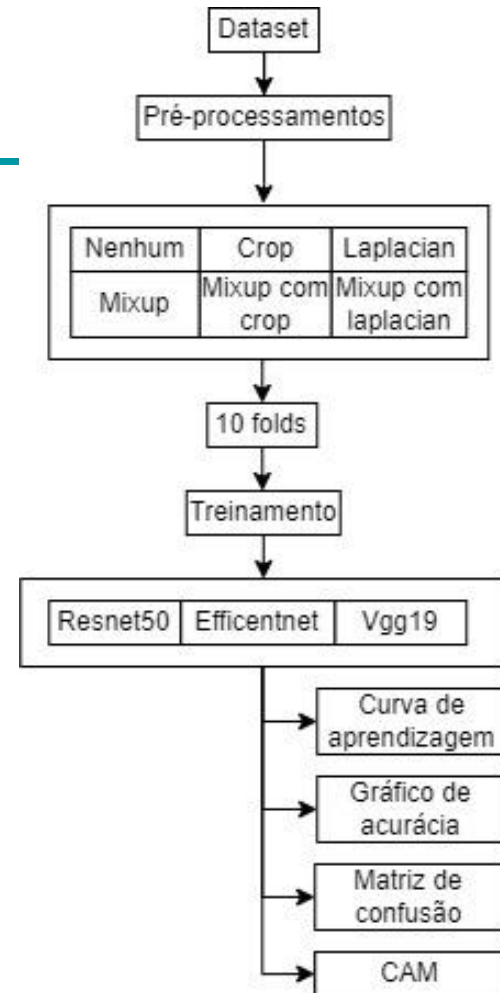 Dataset
Pré-processamentos
Nenhum
Crop
Laplacian
Mixup
Mixup com
crop
Mixup com
laplacian
10 folds
Treinamento
Resnet50
Efficentnet
Vgg19
Curva de
aprendizagem
Gráfico de
acurácia
Matriz de
confusão
CAM